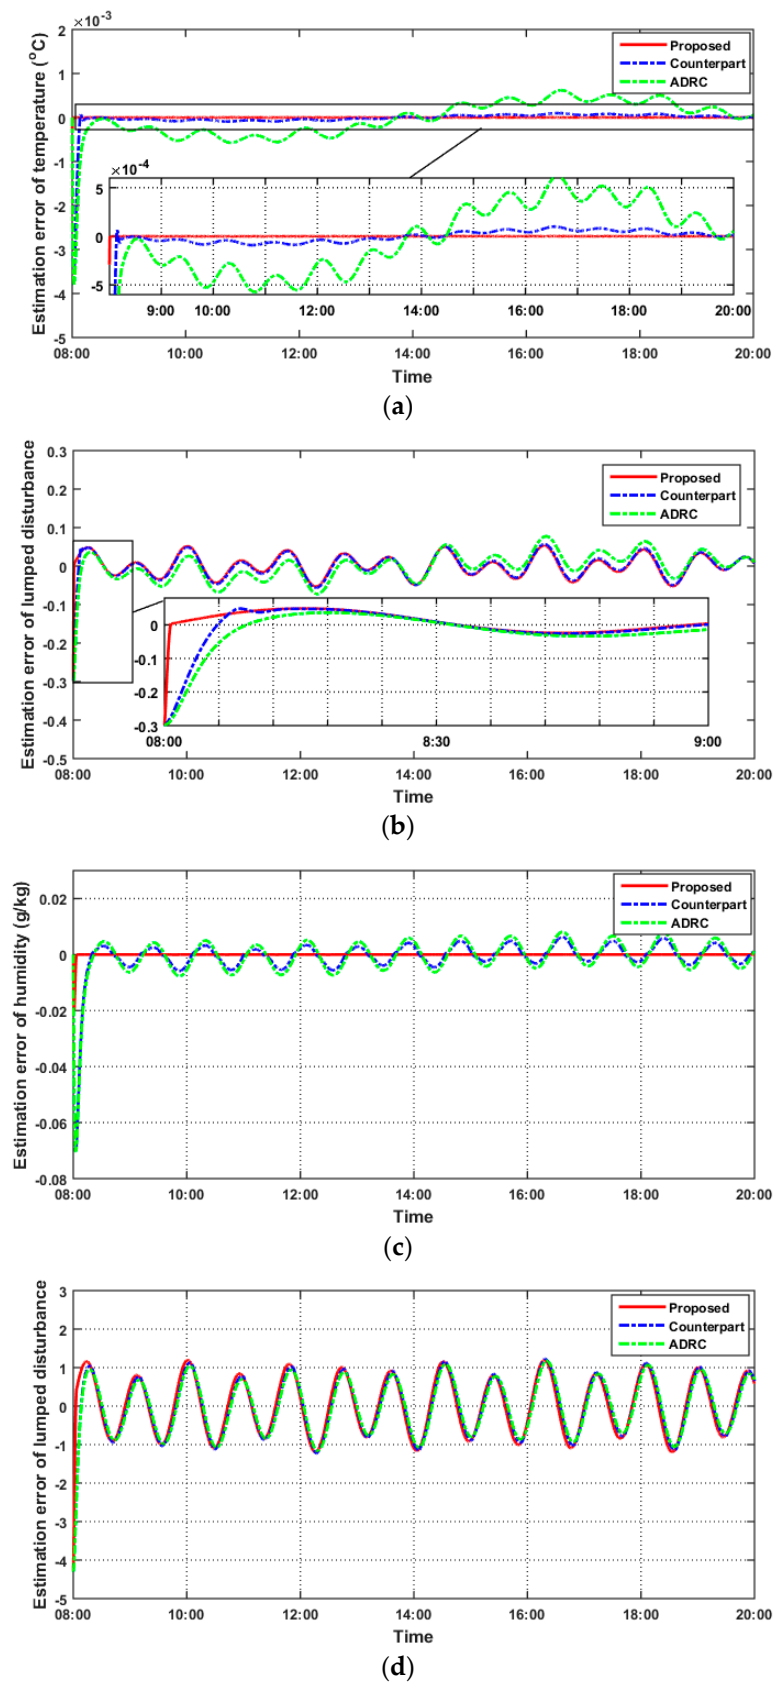 ×10⁻³
Estimation error of temperature (°C)
2
1
0
-1
-2
-3
-4
-5
Proposed
Counterpart
ADRC
×10⁻⁴
5
0
-5
9:00 10:00 12:00 14:00 16:00 18:00 20:00
08:00 10:00 12:00 14:00 16:00 18:00 20:00
Time
(a)
Estimation error of lumped disturbance
0.3
0.2
0.1
0
-0.1
-0.2
-0.3
-0.4
-0.5
Proposed
Counterpart
ADRC
0
-0.1
-0.2
-0.3
08:00 8:30 9:00
08:00 10:00 12:00 14:00 16:00 18:00 20:00
Time
(b)
Estimation error of humidity (g/kg)
0.02
0
-0.02
-0.04
-0.06
-0.08
Proposed
Counterpart
ADRC
08:00 10:00 12:00 14:00 16:00 18:00 20:00
Time
(c)
Estimation error of lumped disturbance
3
2
1
0
-1
-2
-3
-4
-5
Proposed
Counterpart
ADRC
08:00 10:00 12:00 14:00 16:00 18:00 20:00
Time
(d)